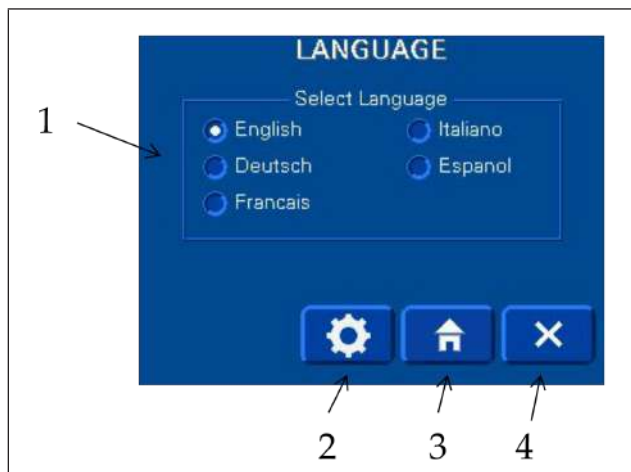 LANGUAGE
Select Language
1
English
Italiano
Deutsch
Espanol
Francais
2
3
4